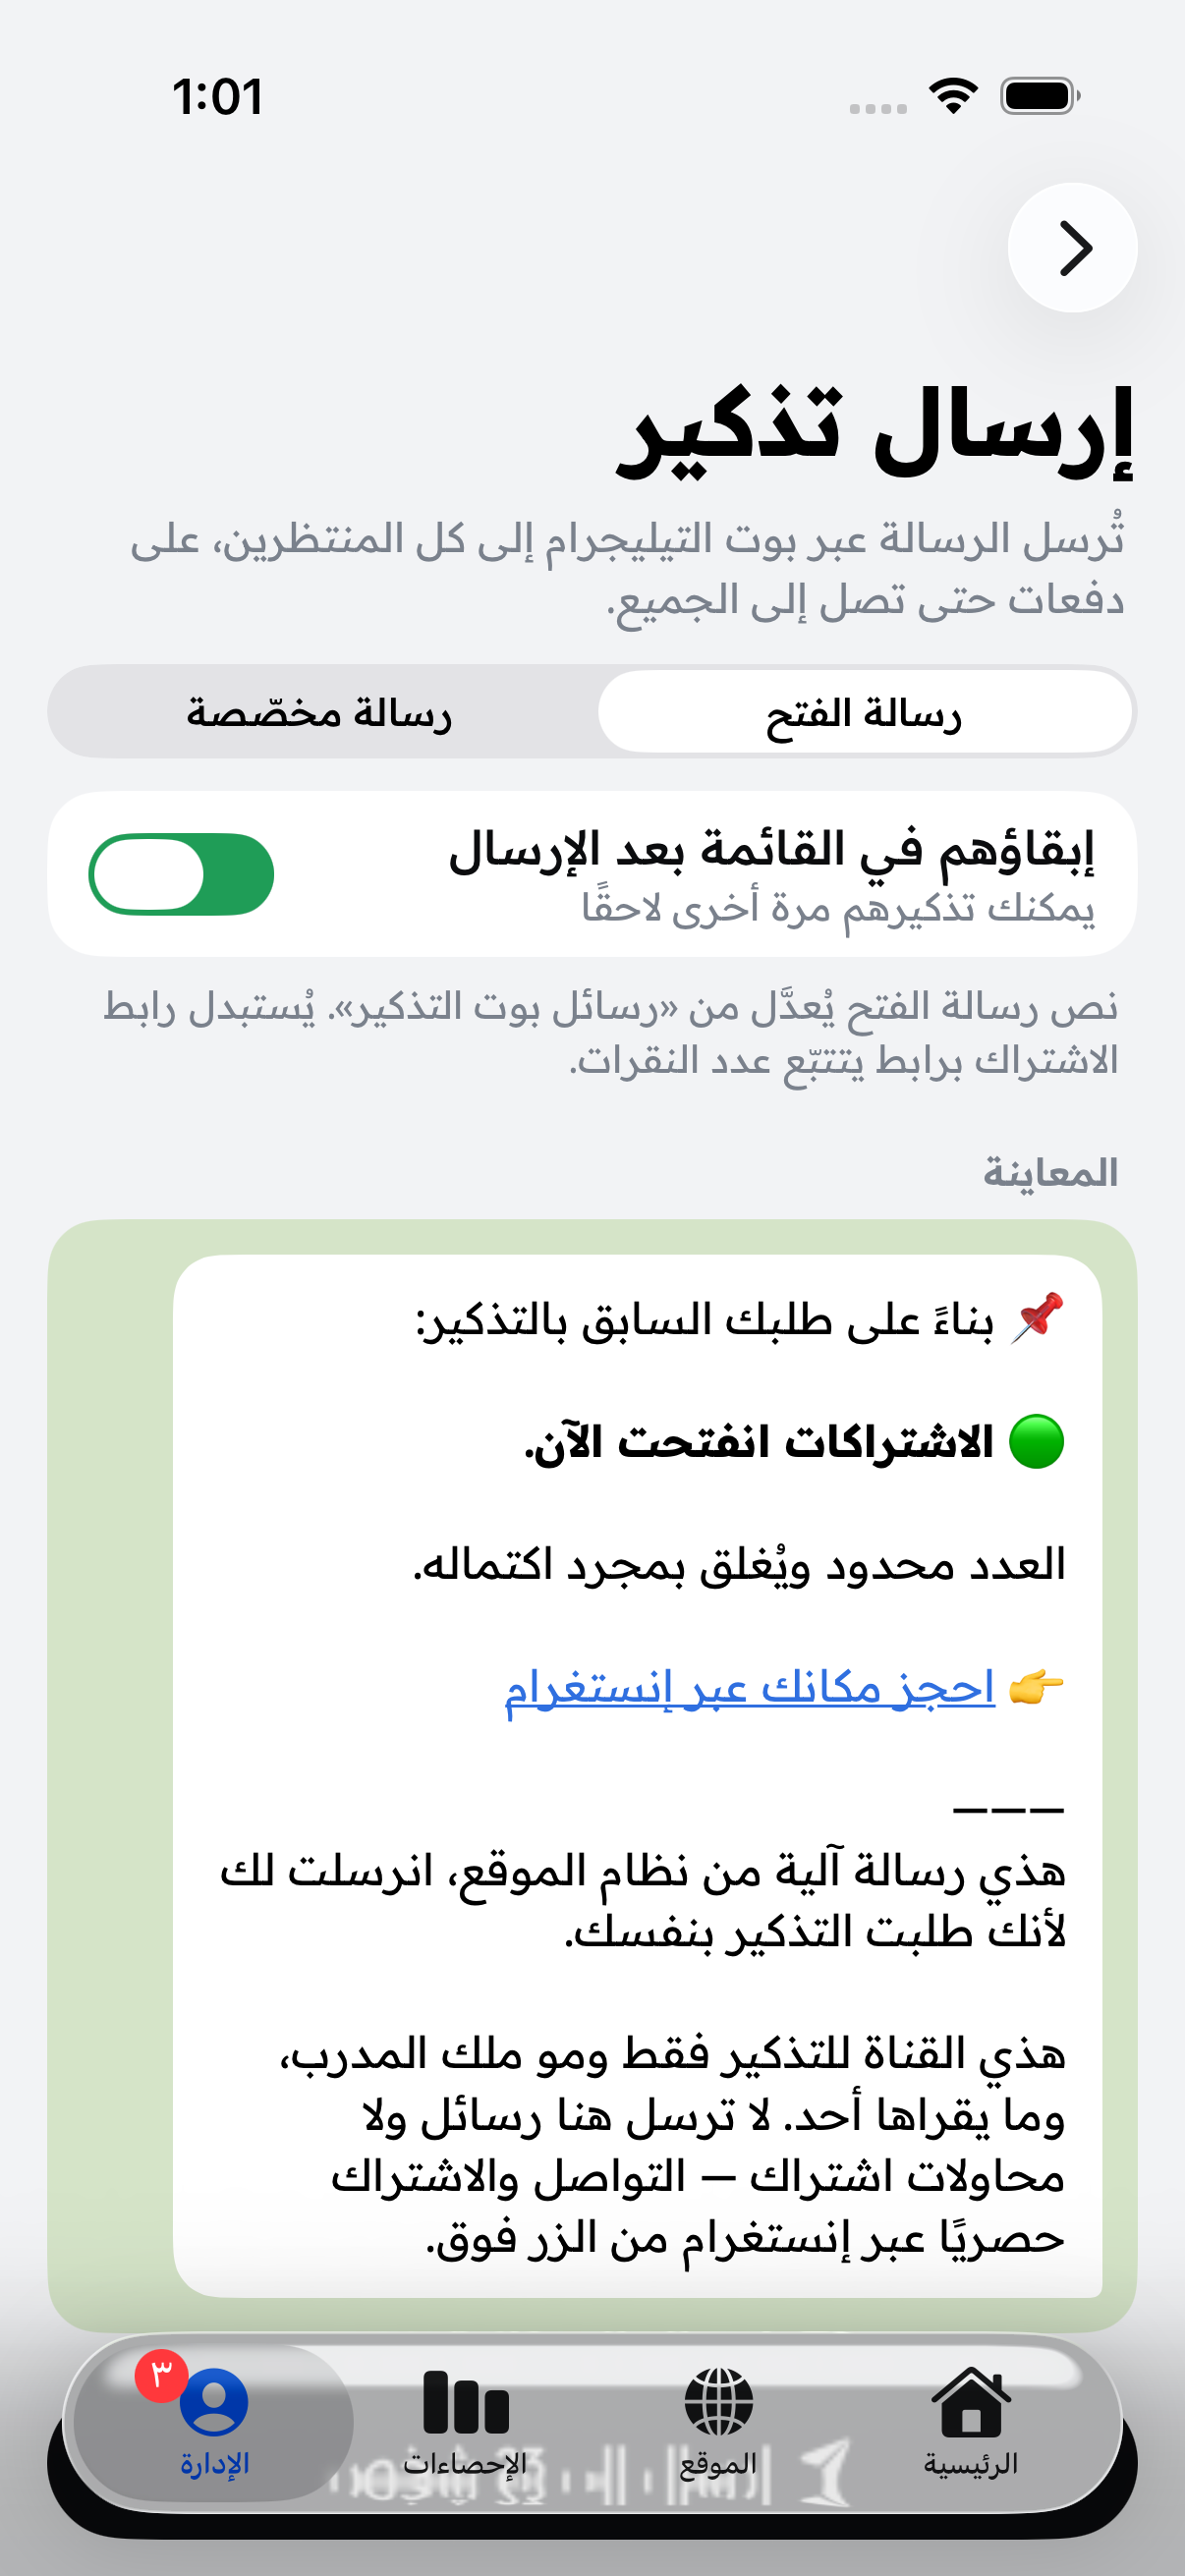 1:01
إرسال تذكير
تُرسل الرسالة عبر بوت التيليجرام إلى كل المنتظرين، على
دفعات حتى تصل إلى الجميع.
رسالة الفتح
رسالة مخصّصة
إبقاؤهم في القائمة بعد الإرسال
يمكنك تذكيرهم مرة أخرى لاحقًا
نص رسالة الفتح يُعدَّل من «رسائل بوت التذكير». يُستبدل رابط
الاشتراك برابط يتتبّع عدد النقرات.
المعاينة
📌 بناءً على طلبك السابق بالتذكير:
🟢 الاشتراكات انفتحت الآن.
العدد محدود ويُغلق بمجرد اكتماله.
👉 احجز مكانك عبر إنستغرام
———
هذي رسالة آلية من نظام الموقع، انرسلت لك
لأنك طلبت التذكير بنفسك.
هذي القناة للتذكير فقط ومو ملك المدرب،
وما يقراها أحد. لا ترسل هنا رسائل ولا
محاولات اشتراك — التواصل والاشتراك
حصريًا عبر إنستغرام من الزر فوق.
الرئيسية
الموقع
الإحصاءات
٣
الإدارة